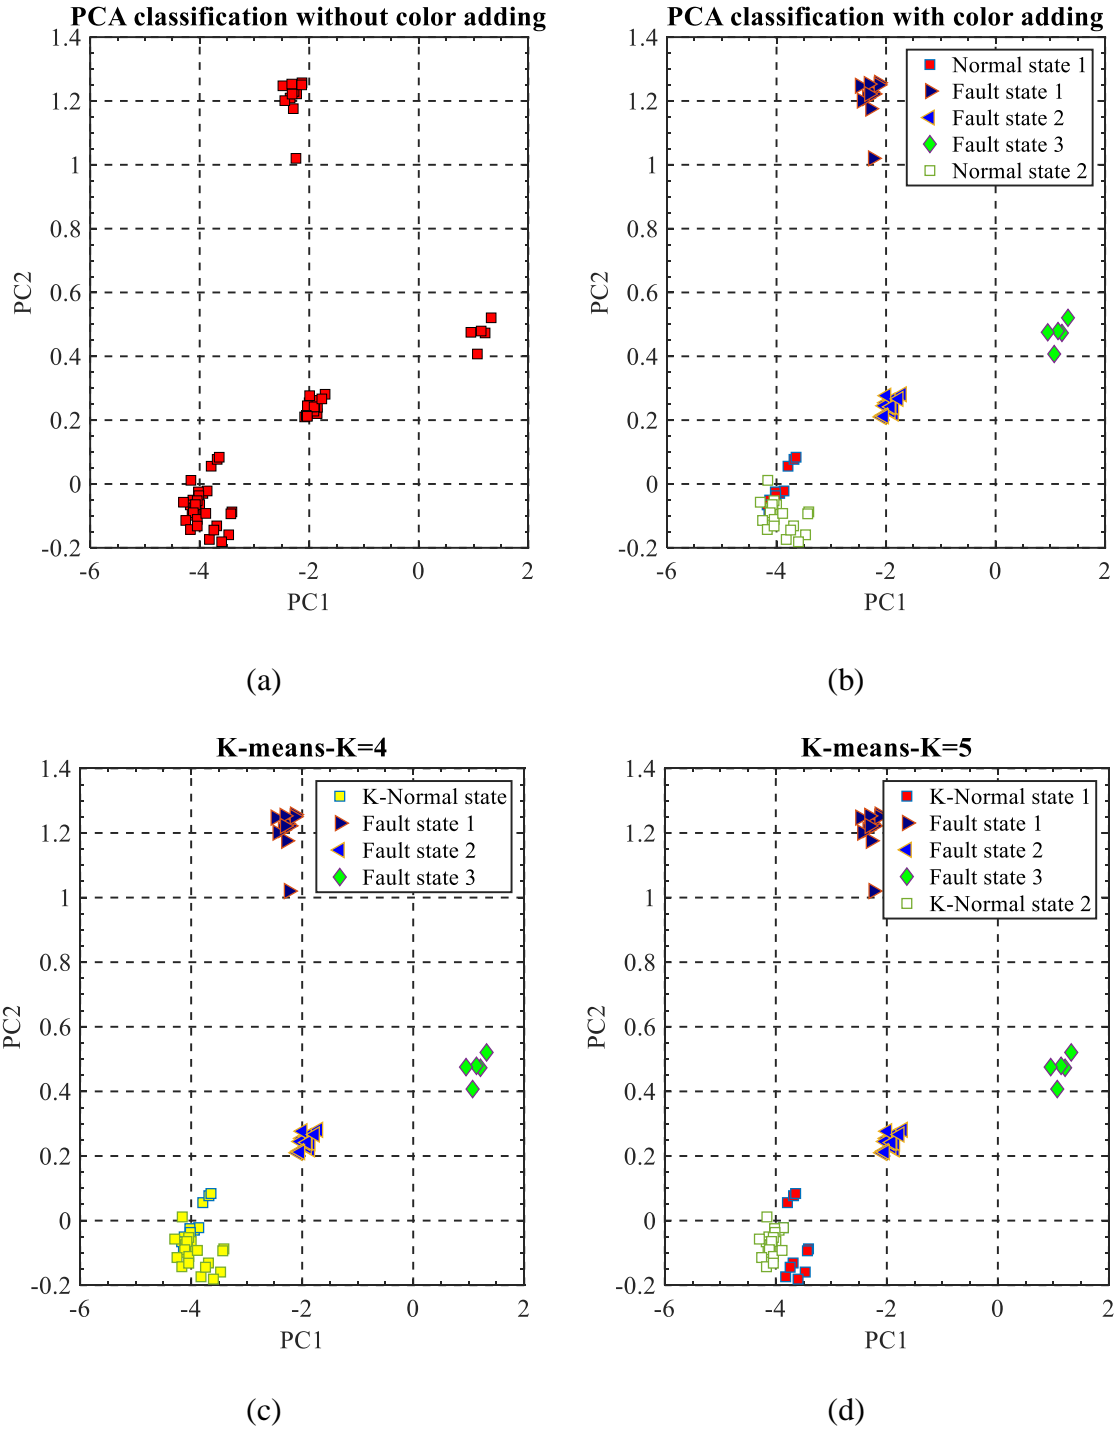 PCA classification without color adding
1.4
1.2
1
0.8
0.6
0.4
0.2
0
-0.2
PC2
-6
-4
-2
0
2
PC1
(a)
PCA classification with color adding
Normal state 1
Fault state 1
Fault state 2
Fault state 3
Normal state 2
1.4
1.2
1
0.8
0.6
0.4
0.2
0
-0.2
PC2
-6
-4
-2
0
2
PC1
(b)
K-means-K=4
K-Normal state
Fault state 1
Fault state 2
Fault state 3
1.4
1.2
1
0.8
0.6
0.4
0.2
0
-0.2
PC2
-6
-4
-2
0
2
PC1
(c)
K-means-K=5
K-Normal state 1
Fault state 1
Fault state 2
Fault state 3
K-Normal state 2
1.4
1.2
1
0.8
0.6
0.4
0.2
0
-0.2
PC2
-6
-4
-2
0
2
PC1
(d)